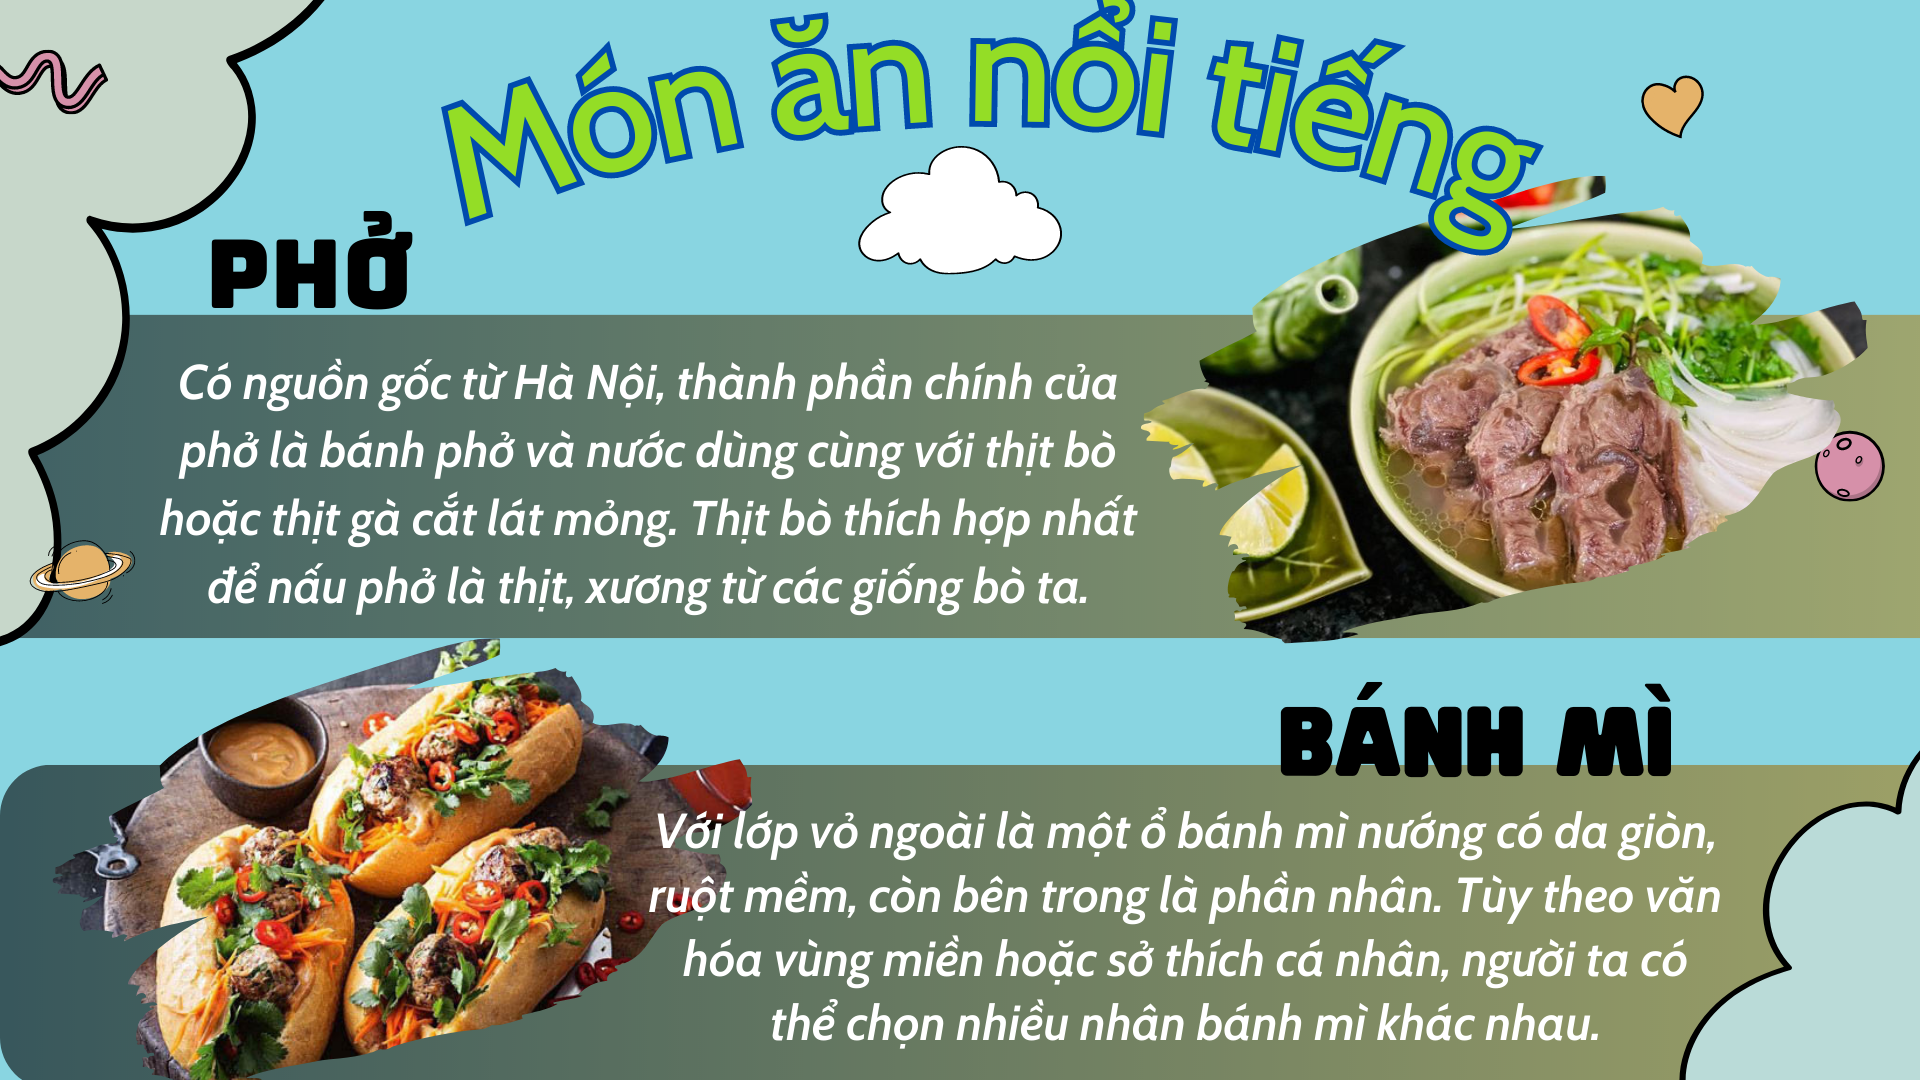 Món ăn nổi tiếng
PHỞ
Có nguồn gốc từ Hà Nội, thành phần chính của
phở là bánh phở và nước dùng cùng với thịt bò
hoặc thịt gà cắt lát mỏng. Thịt bò thích hợp nhất
để nấu phở là thịt, xương từ các giống bò ta.
BÁNH MÌ
Với lớp vỏ ngoài là một ổ bánh mì nướng có da giòn,
ruột mềm, còn bên trong là phần nhân. Tùy theo văn
hóa vùng miền hoặc sở thích cá nhân, người ta có
thể chọn nhiều nhân bánh mì khác nhau.